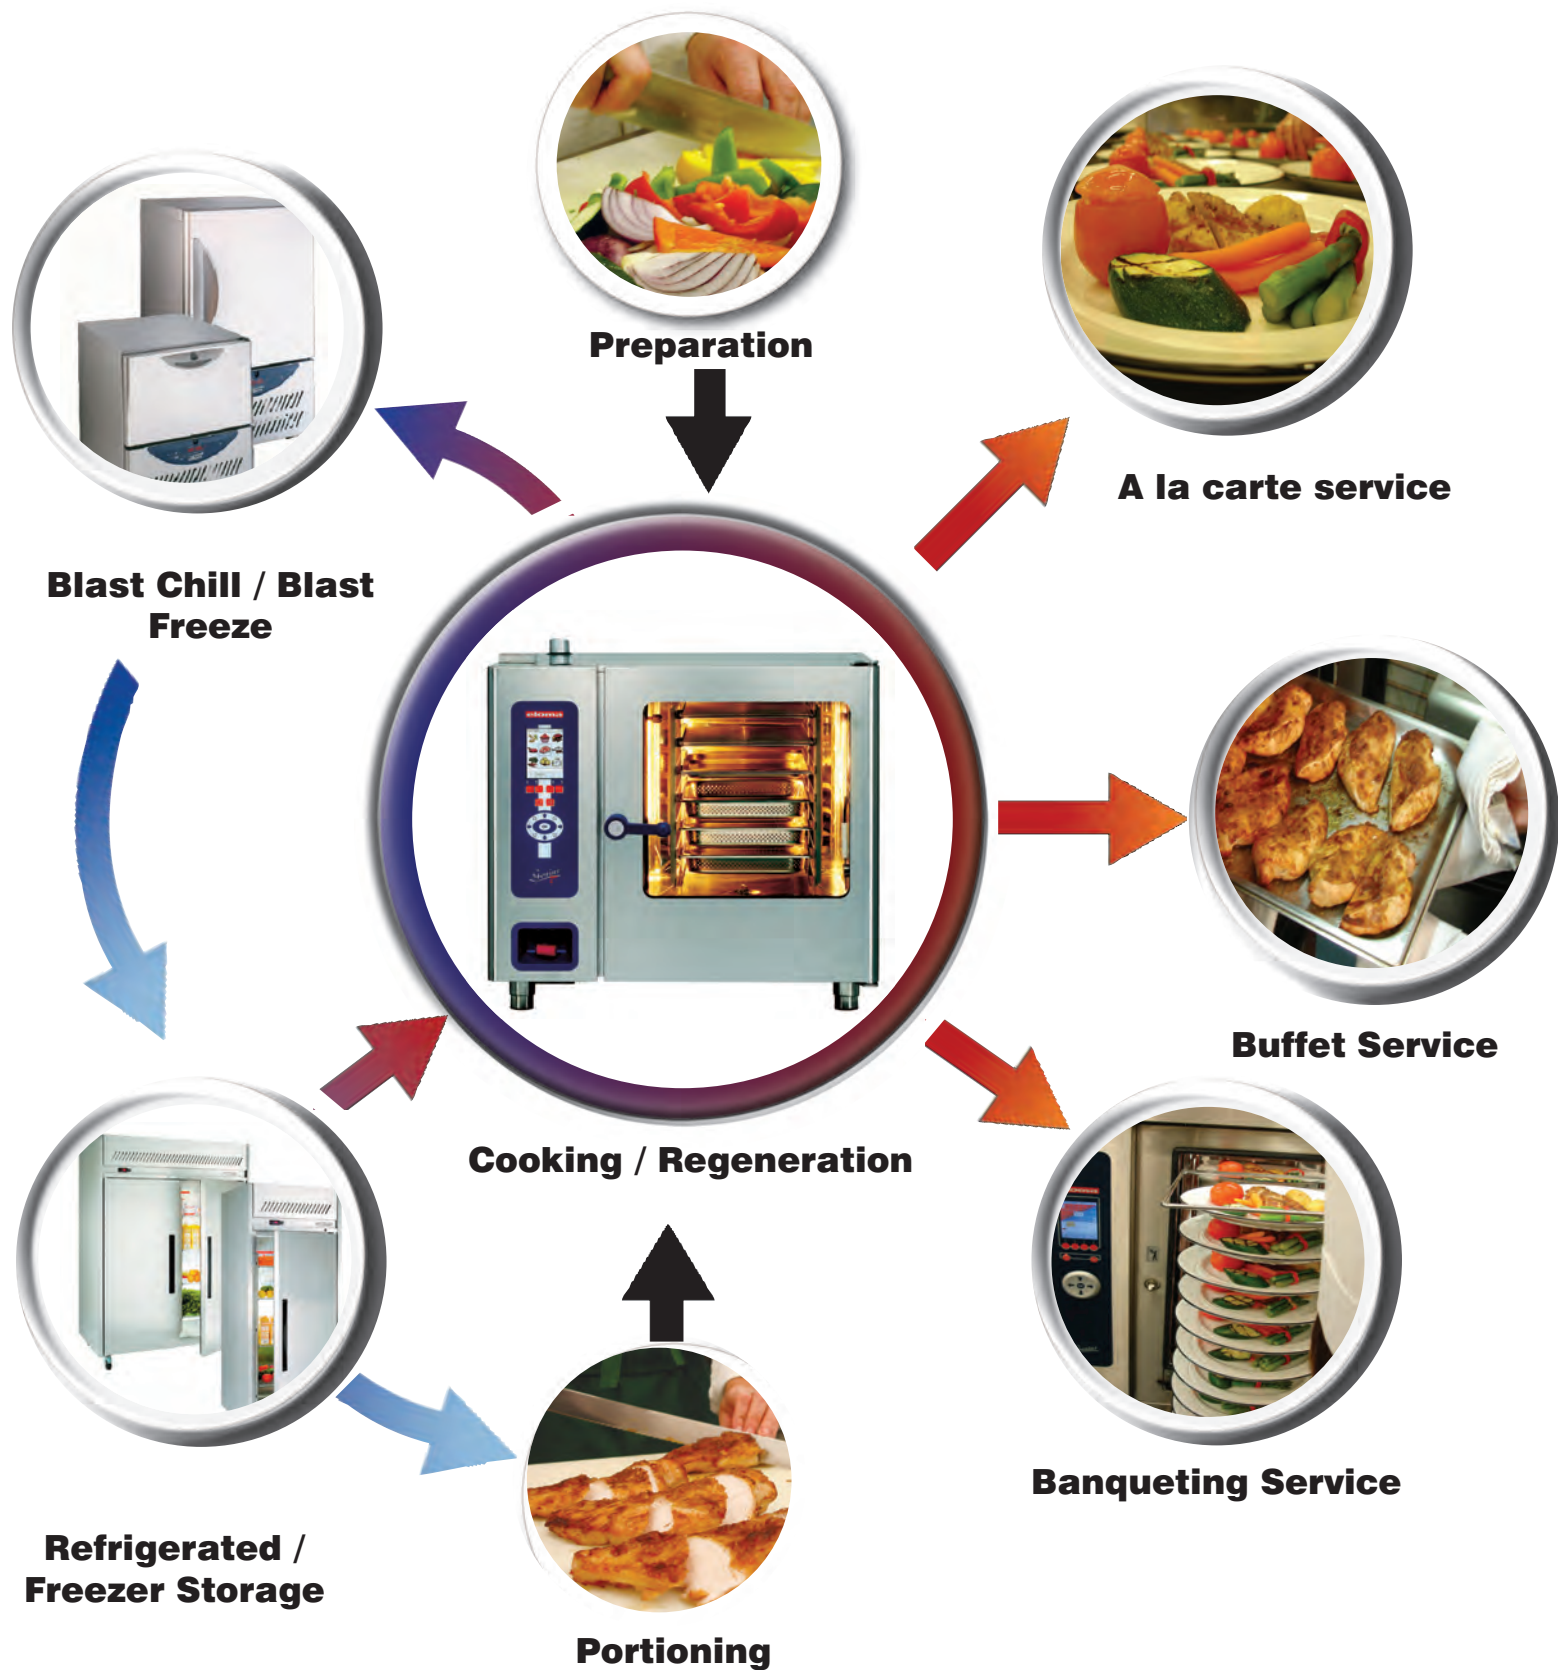 Preparation
A la carte service
Blast Chill / Blast
Freeze
Buffet Service
Cooking / Regeneration
Banqueting Service
Refrigerated /
Freezer Storage
Portioning